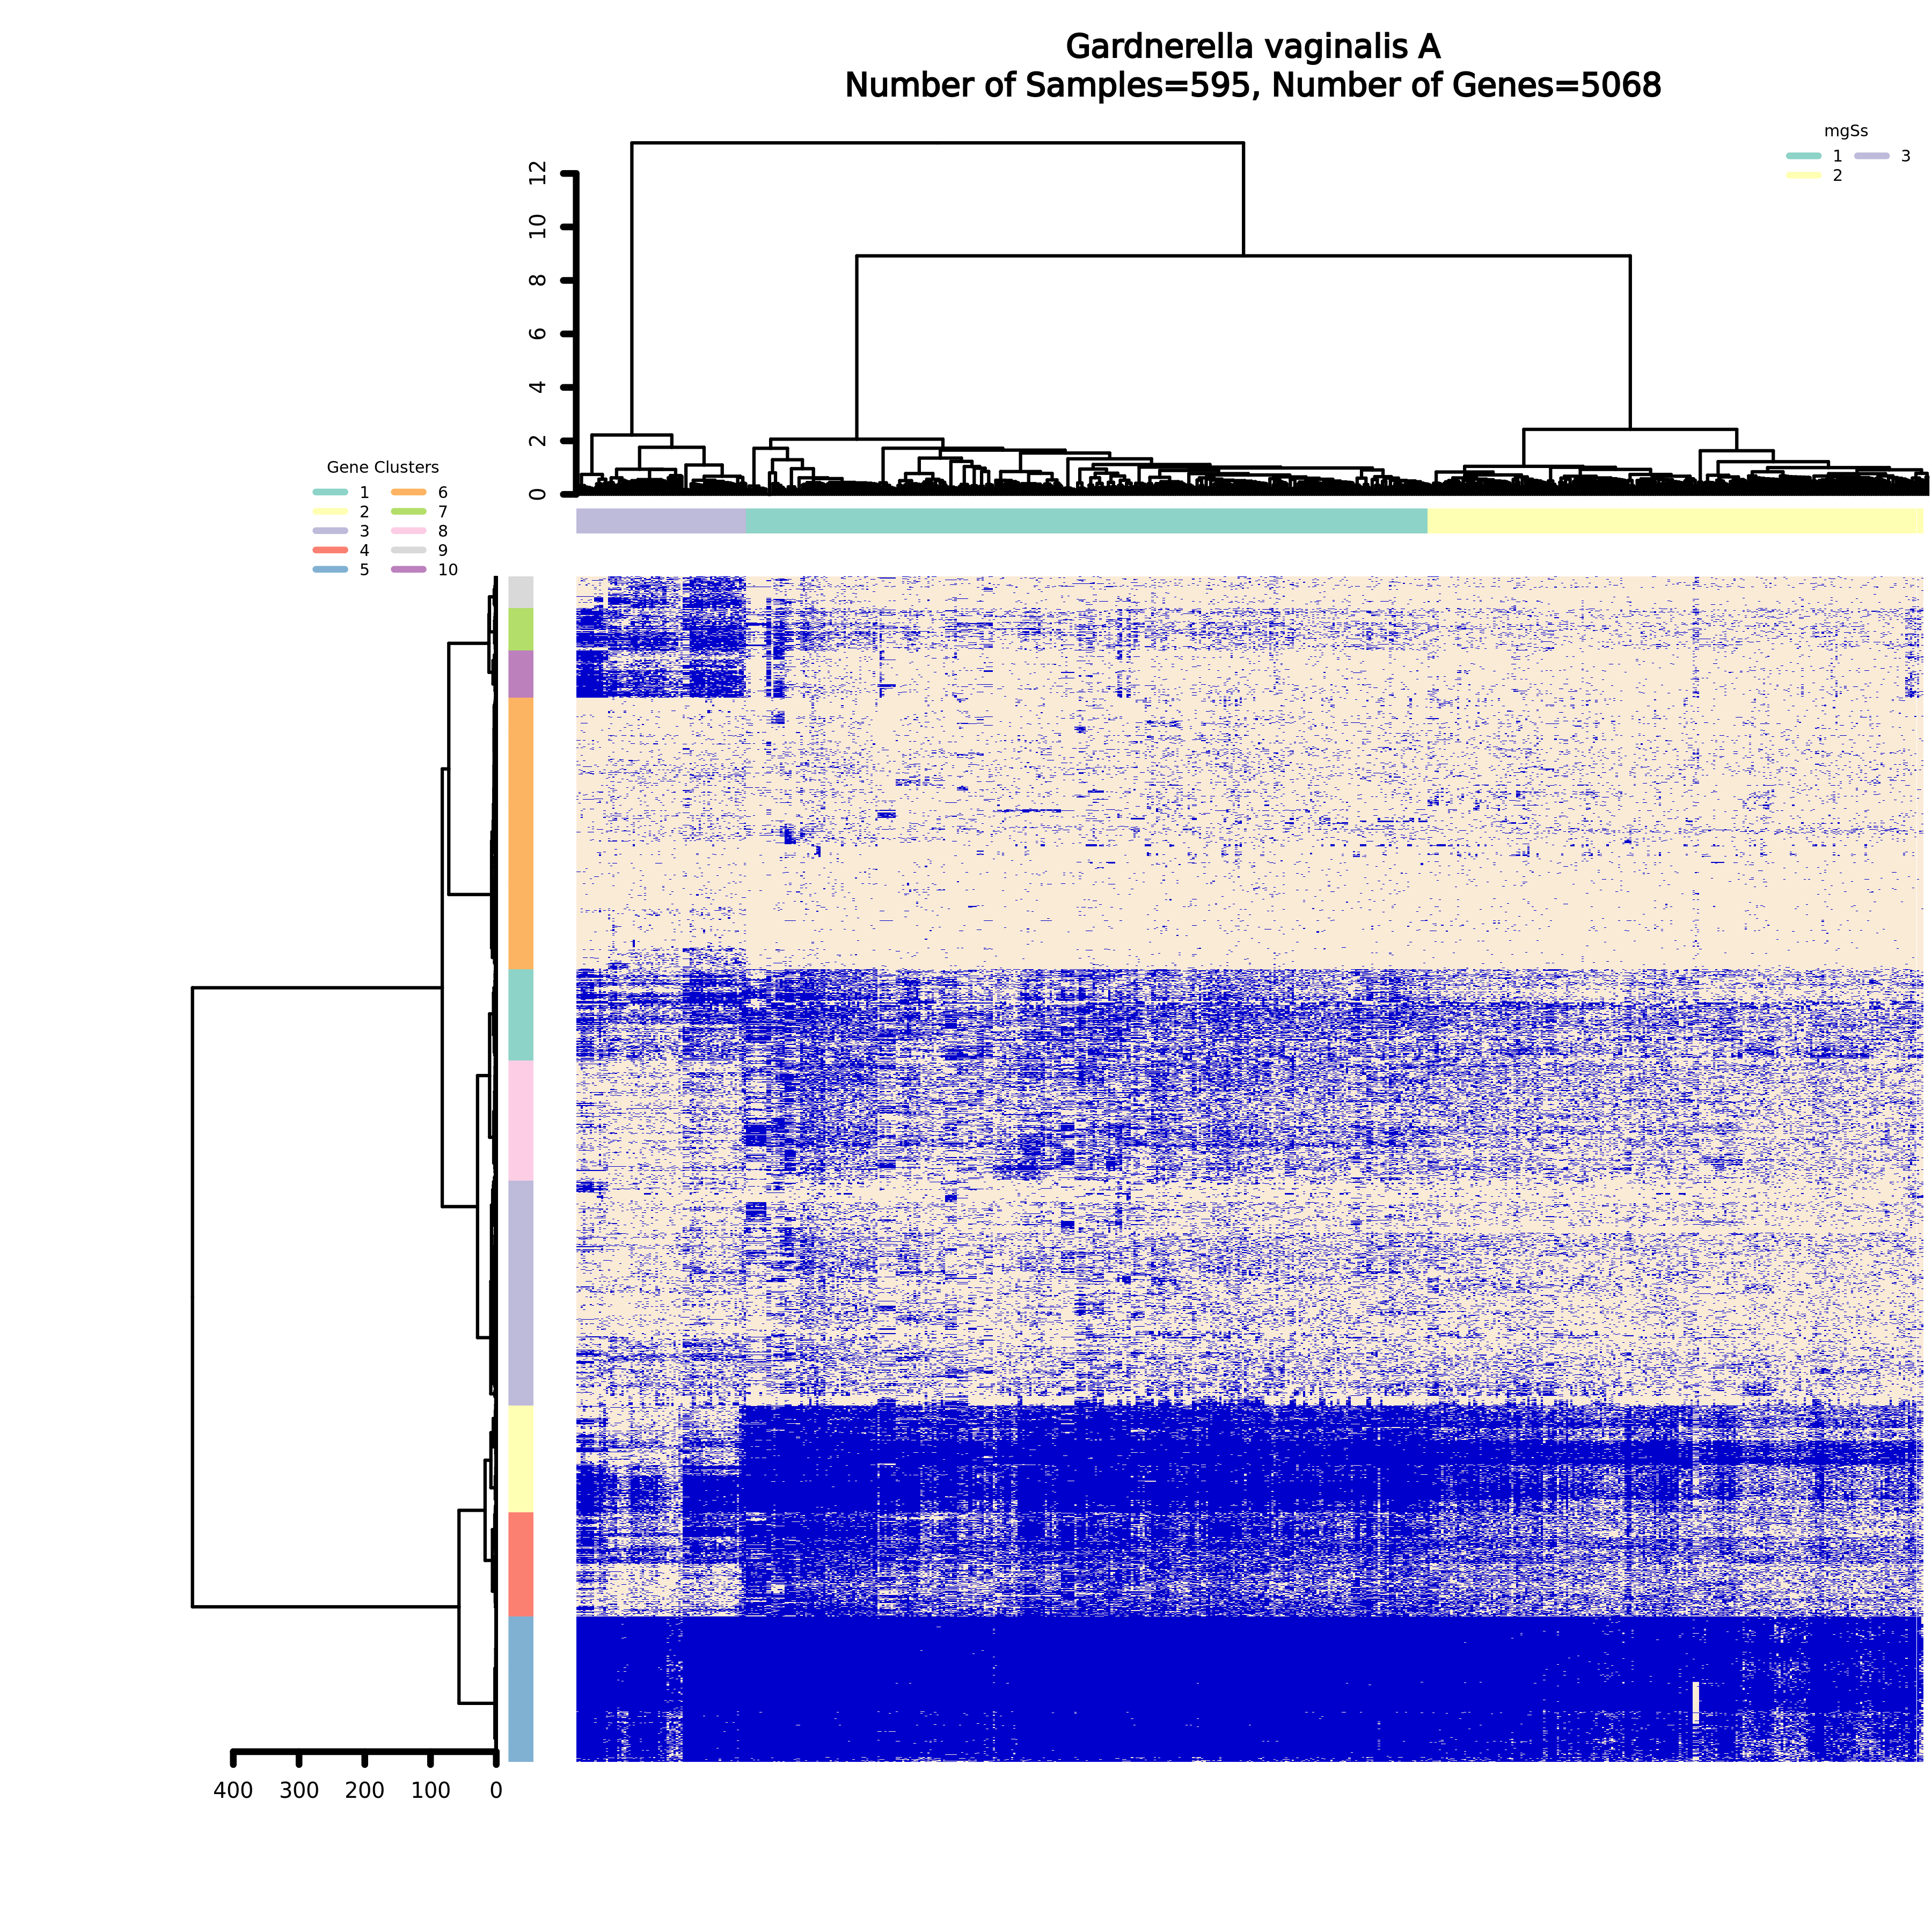 Gardnerella vaginalis A
Number of Samples=595, Number of Genes=5068
mgSs
1 3
2
12
10
8
6
4
2
0
Gene Clusters
1 6
2 7
3 8
4 9
5 10
400 300 200 100 0